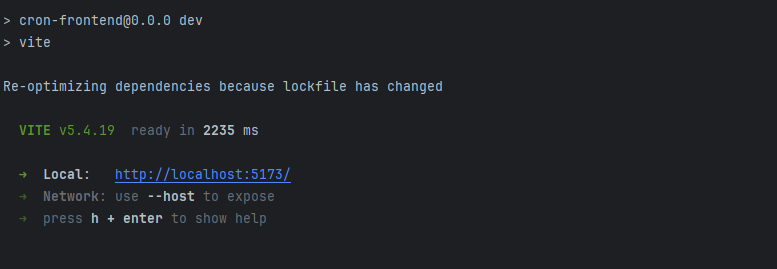 > cron-frontend@0.0.0 dev
> vite
Re-optimizing dependencies because lockfile has changed
VITE v5.4.19  ready in 2235 ms
➜  Local:   http://localhost:5173/
➜  Network: use --host to expose
➜  press h + enter to show help